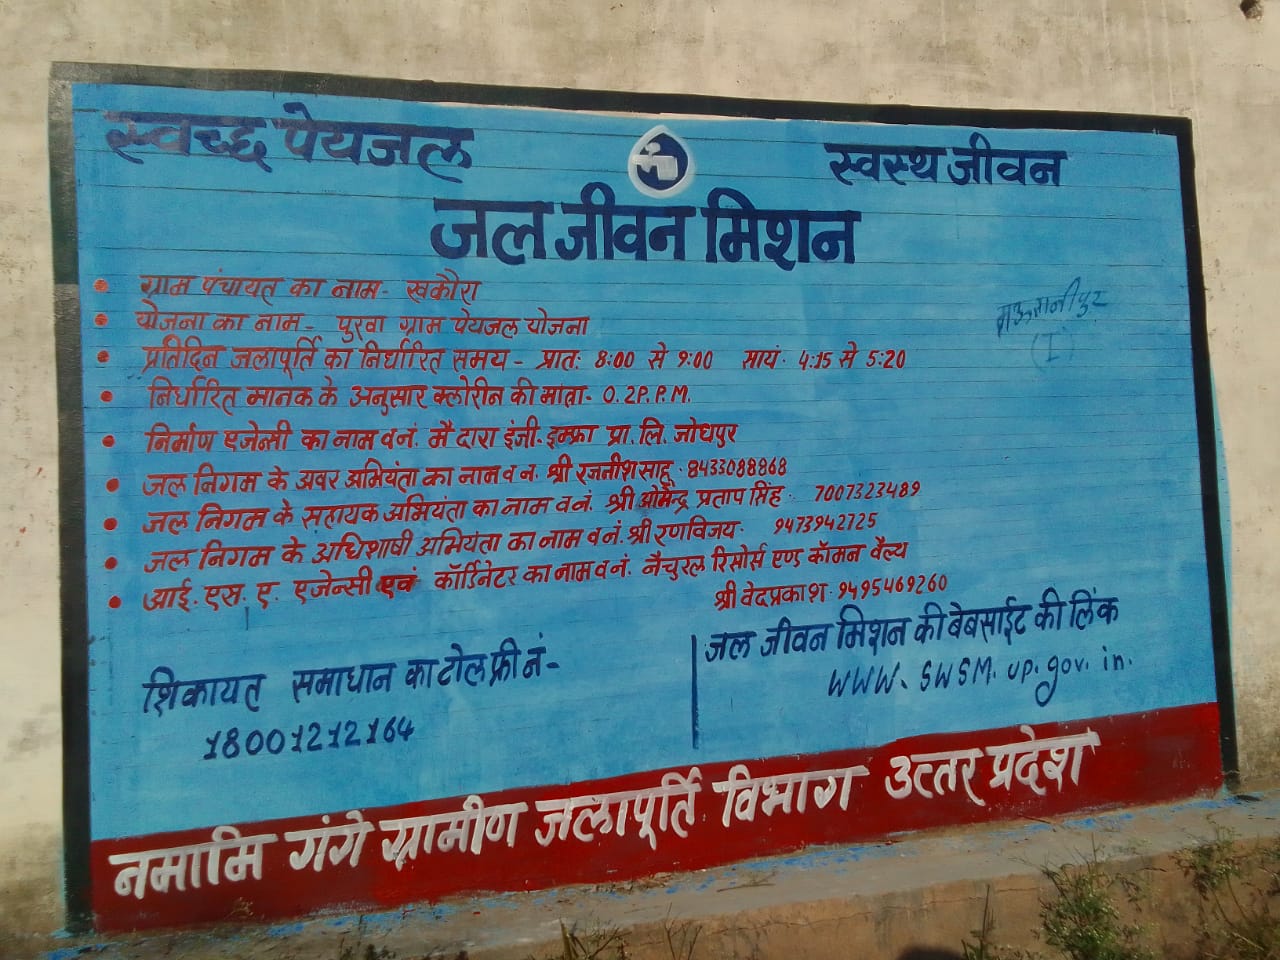 स्वच्छ पेयजल
स्वस्थ जीवन
जल जीवन मिशन
• ग्राम पंचायत का नाम- खकौरा
• योजना का नाम- पुरवा ग्राम पेयजल योजना
• प्रतिदिन जलापूर्ति का निर्धारित समय- प्रातः 8:00 से 9:00 सायं. 4:15 से 5:20
• निर्धारित मानक के अनुसार क्लोरीन की मात्रा- 0.2P.P.M.
• निर्माण एजेन्सी का नाम व नं. मै दारा इंजी. इन्फ्रा प्रा. लि. जोधपुर
• जल निगम के अवर अभियंता का नाम व न. श्री रजनीश साहू. 8433088868
• जल निगम के सहायक अभियंता का नाम व नं. श्री ओमेन्द्र प्रताप सिंह. 7007323489
• जल निगम के अधिशाषी अभियंता का नाम व नं. श्री रणविजय. 9473942725
• आई. एस. ए. एजेन्सी एवं कॉर्डिनेटर का नाम व नं. नैचुरल रिसोर्स एण्ड कॉमन वैल्थ
श्री वेदप्रकाश. 9495469260
मऊरानीपुर
(I)
शिकायत समाधान का टोल फ्री नं-
18001212164
जल जीवन मिशन की वेबसाईट की लिंक
WWW. SWSM. UP. gov. in.
नमामि गंगे ग्रामीण जलापूर्ति विभाग उत्तर प्रदेश